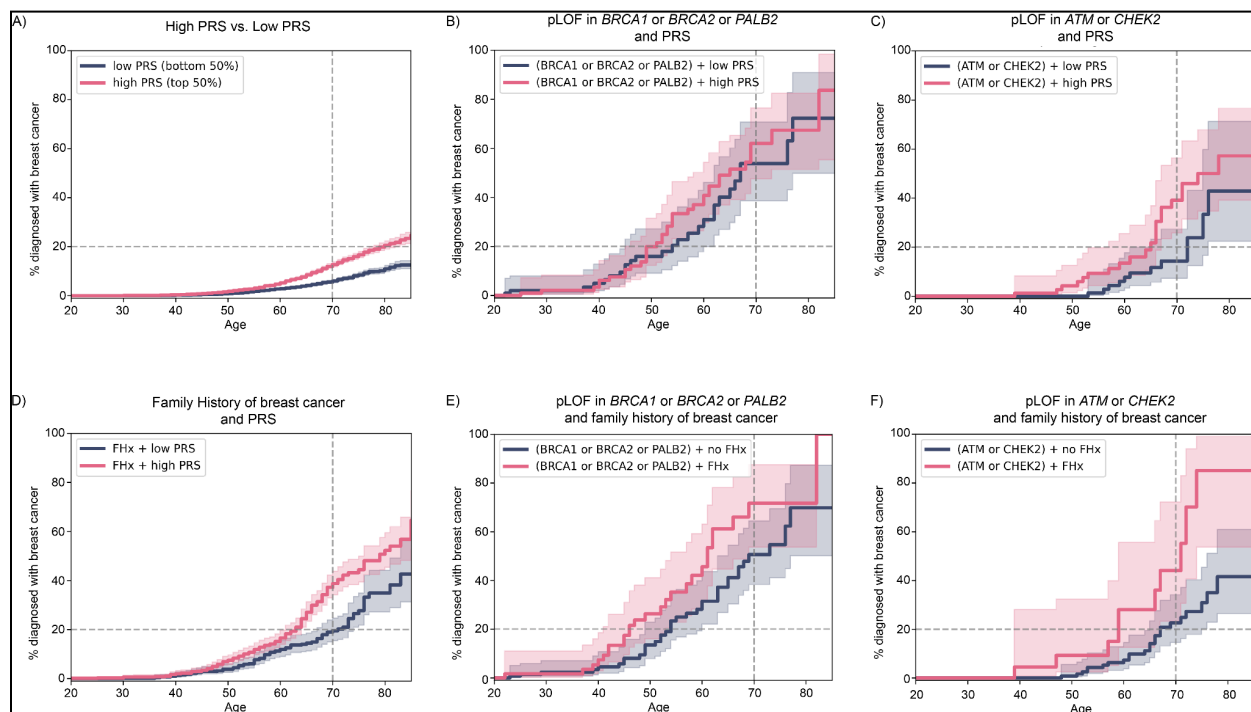 A)
High PRS vs. Low PRS
low PRS (bottom 50%)
high PRS (top 50%)
% diagnosed with breast cancer
100
80
60
40
20
0
20 30 40 50 60 70 80
Age
B)
pLOF in BRCA1 or BRCA2 or PALB2
and PRS
(BRCA1 or BRCA2 or PALB2) + low PRS
(BRCA1 or BRCA2 or PALB2) + high PRS
% diagnosed with breast cancer
100
80
60
40
20
0
20 30 40 50 60 70 80
Age
C)
pLOF in ATM or CHEK2
and PRS
(ATM or CHEK2) + low PRS
(ATM or CHEK2) + high PRS
% diagnosed with breast cancer
100
80
60
40
20
0
20 30 40 50 60 70 80
Age
D)
Family History of breast cancer
and PRS
FHx + low PRS
FHx + high PRS
% diagnosed with breast cancer
100
80
60
40
20
0
20 30 40 50 60 70 80
Age
E)
pLOF in BRCA1 or BRCA2 or PALB2
and family history of breast cancer
(BRCA1 or BRCA2 or PALB2) + no FHx
(BRCA1 or BRCA2 or PALB2) + FHx
% diagnosed with breast cancer
100
80
60
40
20
0
20 30 40 50 60 70 80
Age
F)
pLOF in ATM or CHEK2
and family history of breast cancer
(ATM or CHEK2) + no FHx
(ATM or CHEK2) + FHx
% diagnosed with breast cancer
100
80
60
40
20
0
20 30 40 50 60 70 80
Age